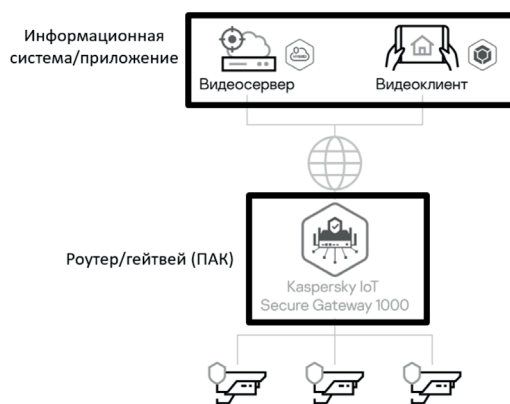 Информационная
система/приложение
Видеосервер
Видеоклиент
Роутер/гейтвей (ПАК)
Kaspersky IoT
Secure Gateway 1000